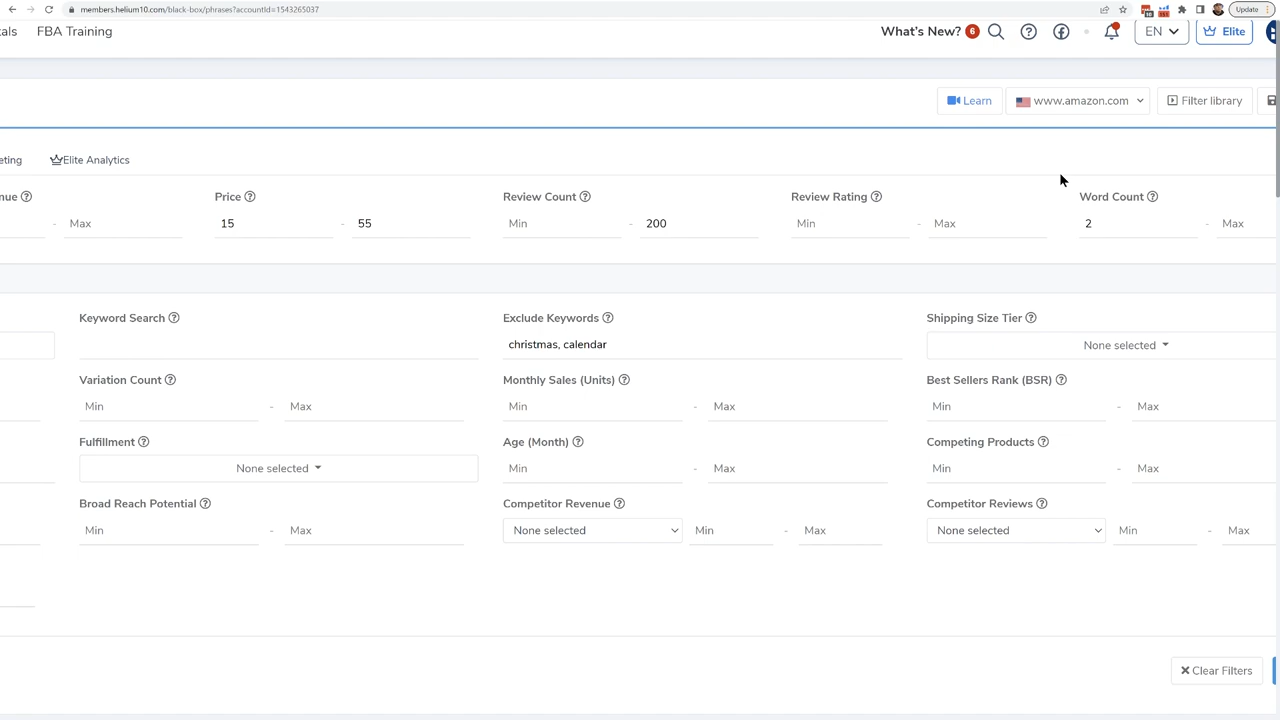 members.helium10.com/black-box/phrases?accountId=1543265037
Update
als FBA Training
What's New? 6
EN
Elite
Learn
www.amazon.com
Filter library
eting
Elite Analytics
nue
Price
Review Count
Review Rating
Word Count
- Max
15 - 55
Min - 200
Min - Max
2 - Max
Keyword Search
Exclude Keywords
Shipping Size Tier
christmas, calendar
None selected
Variation Count
Monthly Sales (Units)
Best Sellers Rank (BSR)
Min - Max
Min - Max
Min - Max
Fulfillment
Age (Month)
Competing Products
None selected
Min - Max
Min - Max
Broad Reach Potential
Competitor Revenue
Competitor Reviews
Min - Max
None selected Min - Max
None selected Min - Max
Clear Filters